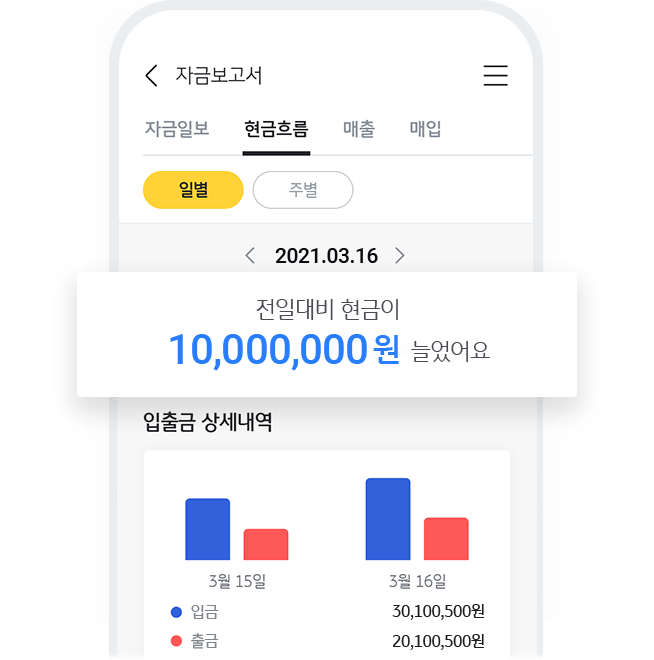 자금보고서
자금일보 현금흐름 매출 매입
일별 주별
2021.03.16
전일대비 현금이
10,000,000원 늘었어요
입출금 상세내역
3월 15일 3월 16일
입금 30,100,500원
출금 20,100,500원